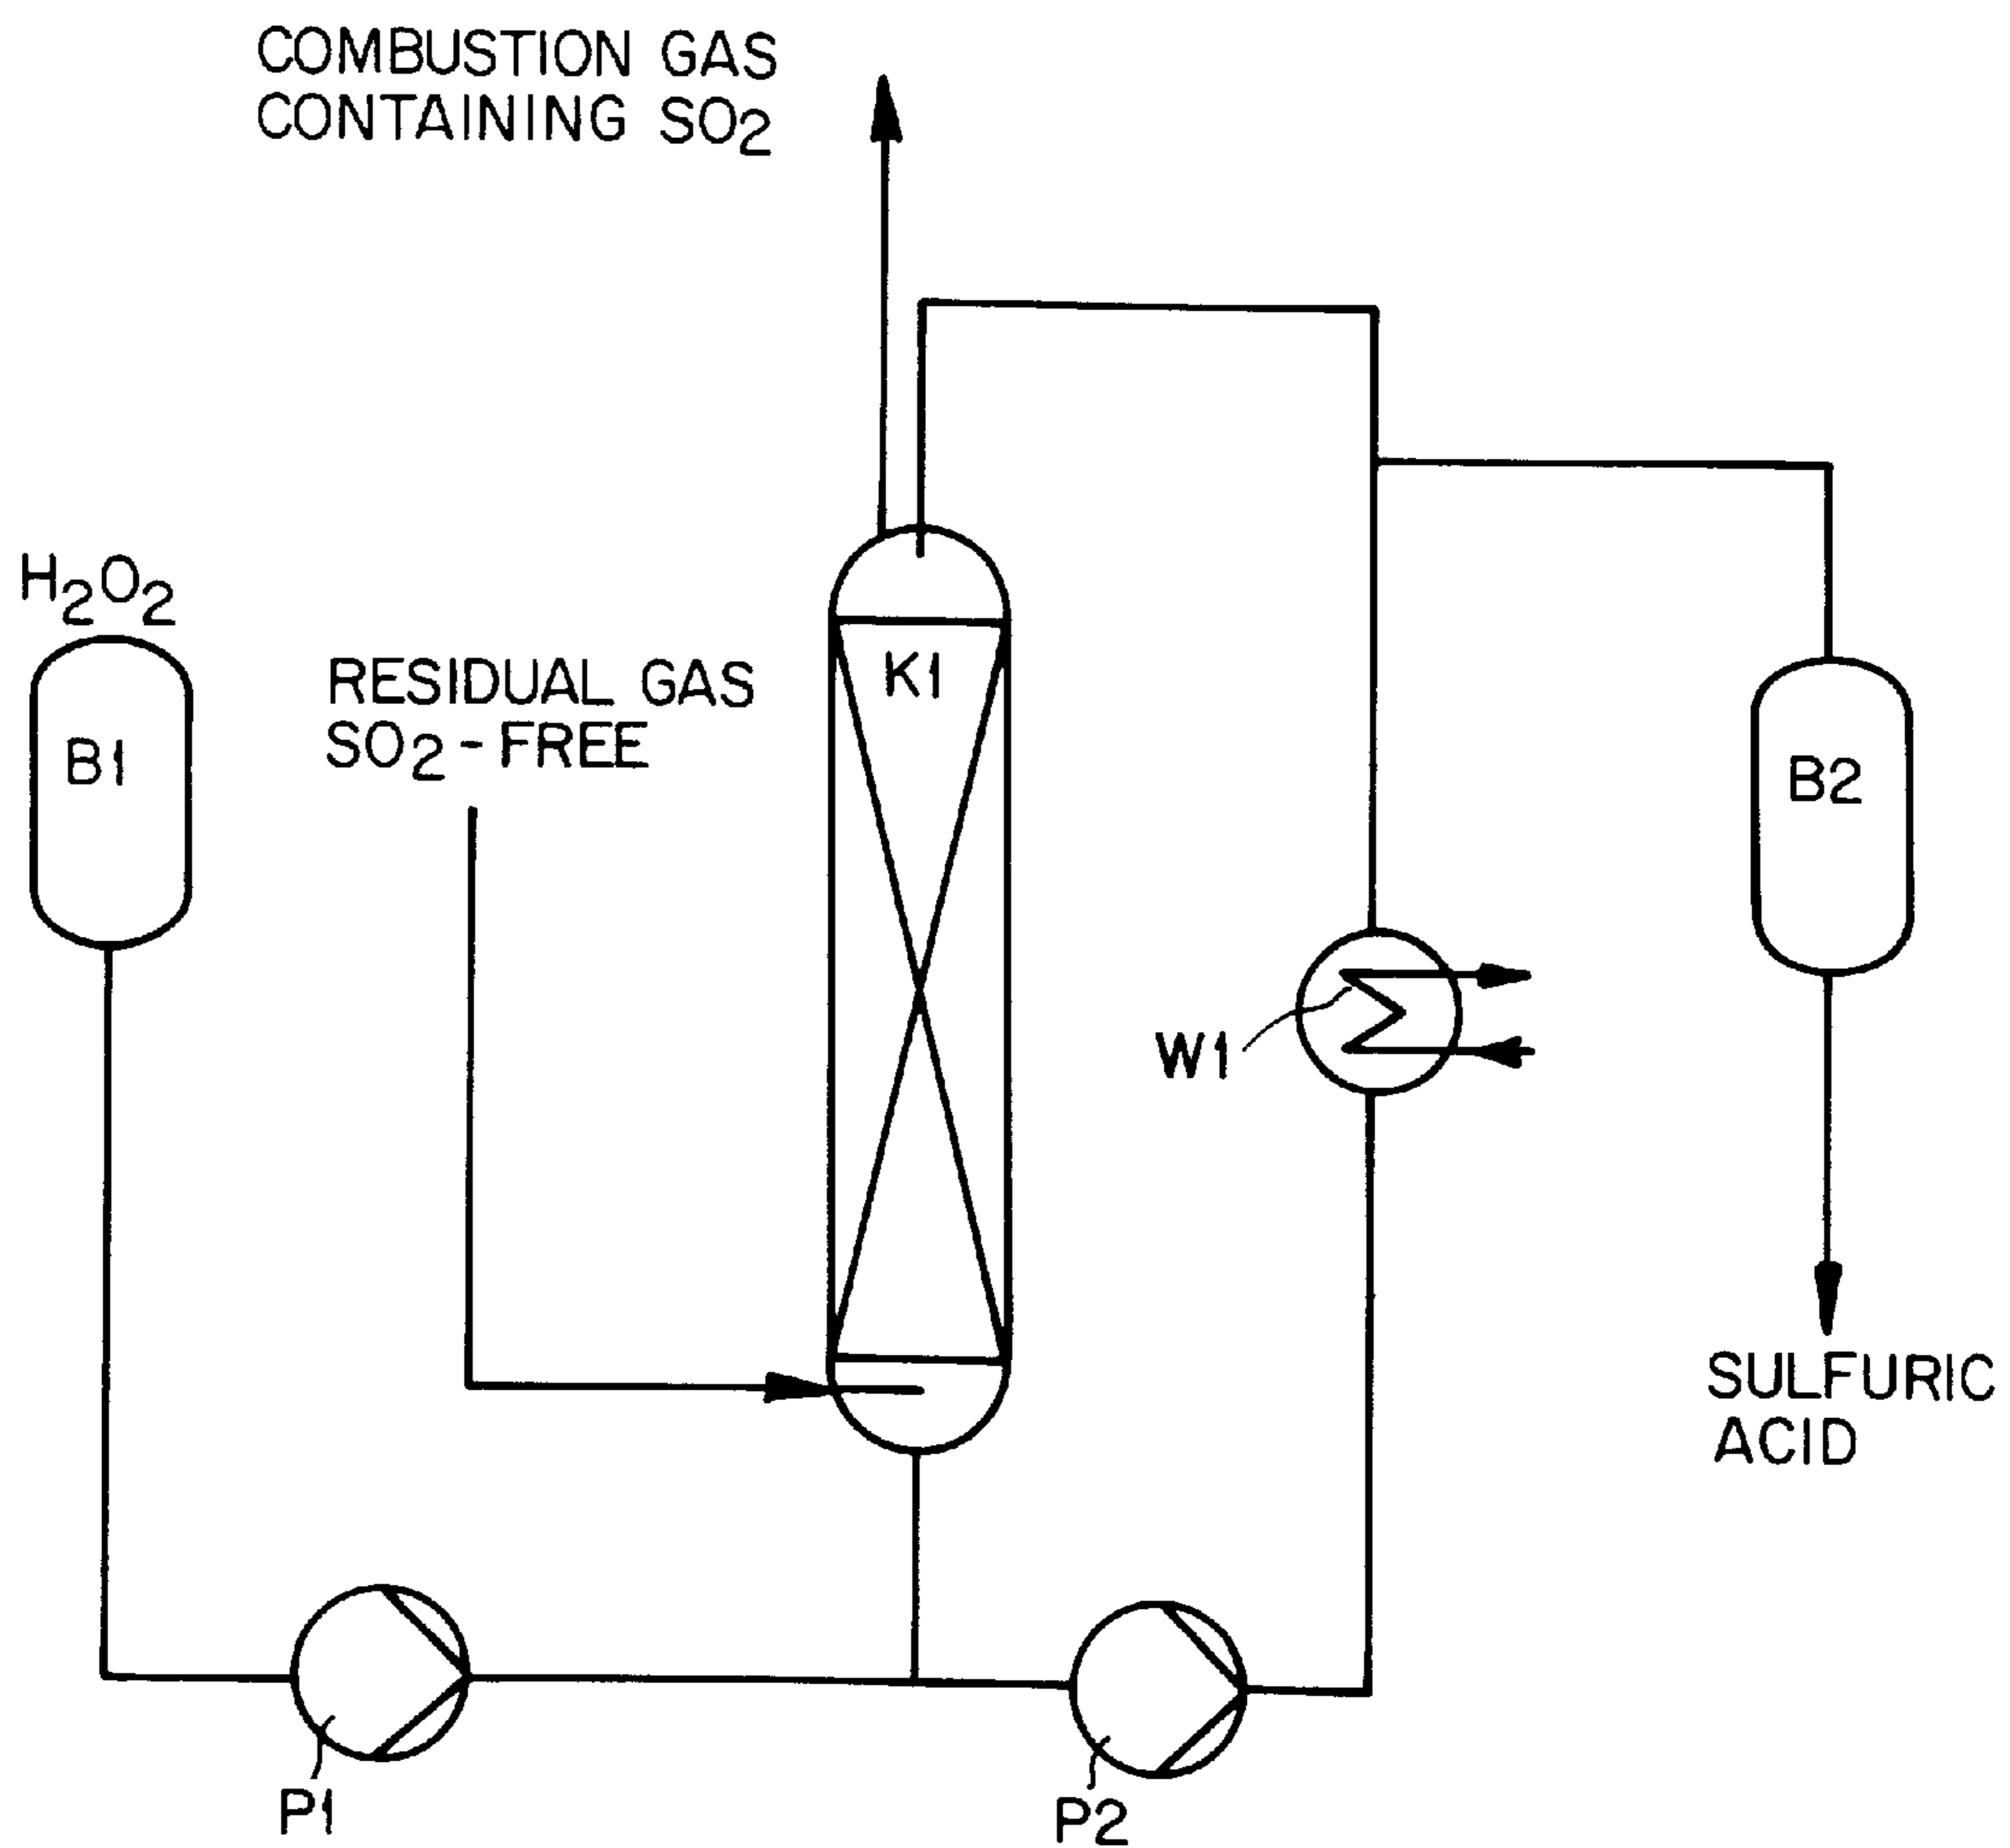 COMBUSTION GAS
CONTAINING SO2
H2O2
B1
RESIDUAL GAS
SO2-FREE
K1
B2
W1
SULFURIC
ACID
P1
P2